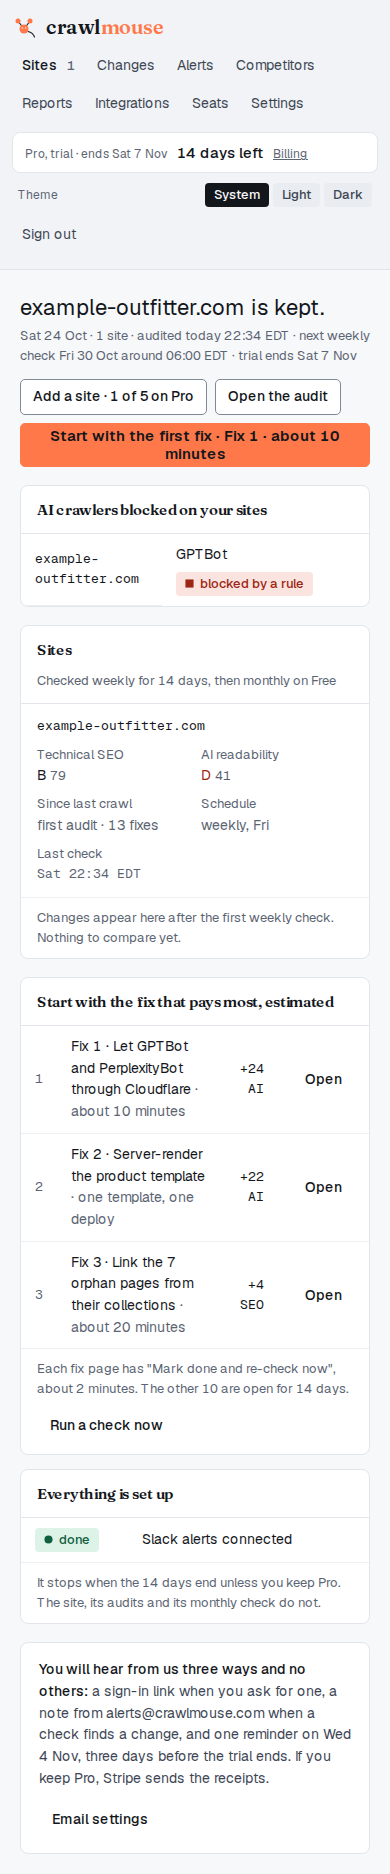 crawlmouse
Sites 1 Changes Alerts Competitors
Reports Integrations Seats Settings
Pro, trial · ends Sat 7 Nov 14 days left Billing
Theme System Light Dark
Sign out
example-outfitter.com is kept.
Sat 24 Oct · 1 site · audited today 22:34 EDT · next weekly
check Fri 30 Oct around 06:00 EDT · trial ends Sat 7 Nov
Add a site · 1 of 5 on Pro Open the audit
Start with the first fix · Fix 1 · about 10
minutes
AI crawlers blocked on your sites
example-
outfitter.com
GPTBot
blocked by a rule
Sites
Checked weekly for 14 days, then monthly on Free
example-outfitter.com
Technical SEO AI readability
B 79 D 41
Since last crawl Schedule
first audit · 13 fixes weekly, Fri
Last check
Sat 22:34 EDT
Changes appear here after the first weekly check.
Nothing to compare yet.
Start with the fix that pays most, estimated
1
Fix 1 · Let GPTBot
and PerplexityBot
through Cloudflare ·
about 10 minutes
+24
AI
Open
2
Fix 2 · Server-render
the product template
· one template, one
deploy
+22
AI
Open
3
Fix 3 · Link the 7
orphan pages from
their collections ·
about 20 minutes
+4
SEO
Open
Each fix page has "Mark done and re-check now",
about 2 minutes. The other 10 are open for 14 days.
Run a check now
Everything is set up
done Slack alerts connected
It stops when the 14 days end unless you keep Pro.
The site, its audits and its monthly check do not.
You will hear from us three ways and no
others: a sign-in link when you ask for one, a
note from alerts@crawlmouse.com when a
check finds a change, and one reminder on Wed
4 Nov, three days before the trial ends. If you
keep Pro, Stripe sends the receipts.
Email settings